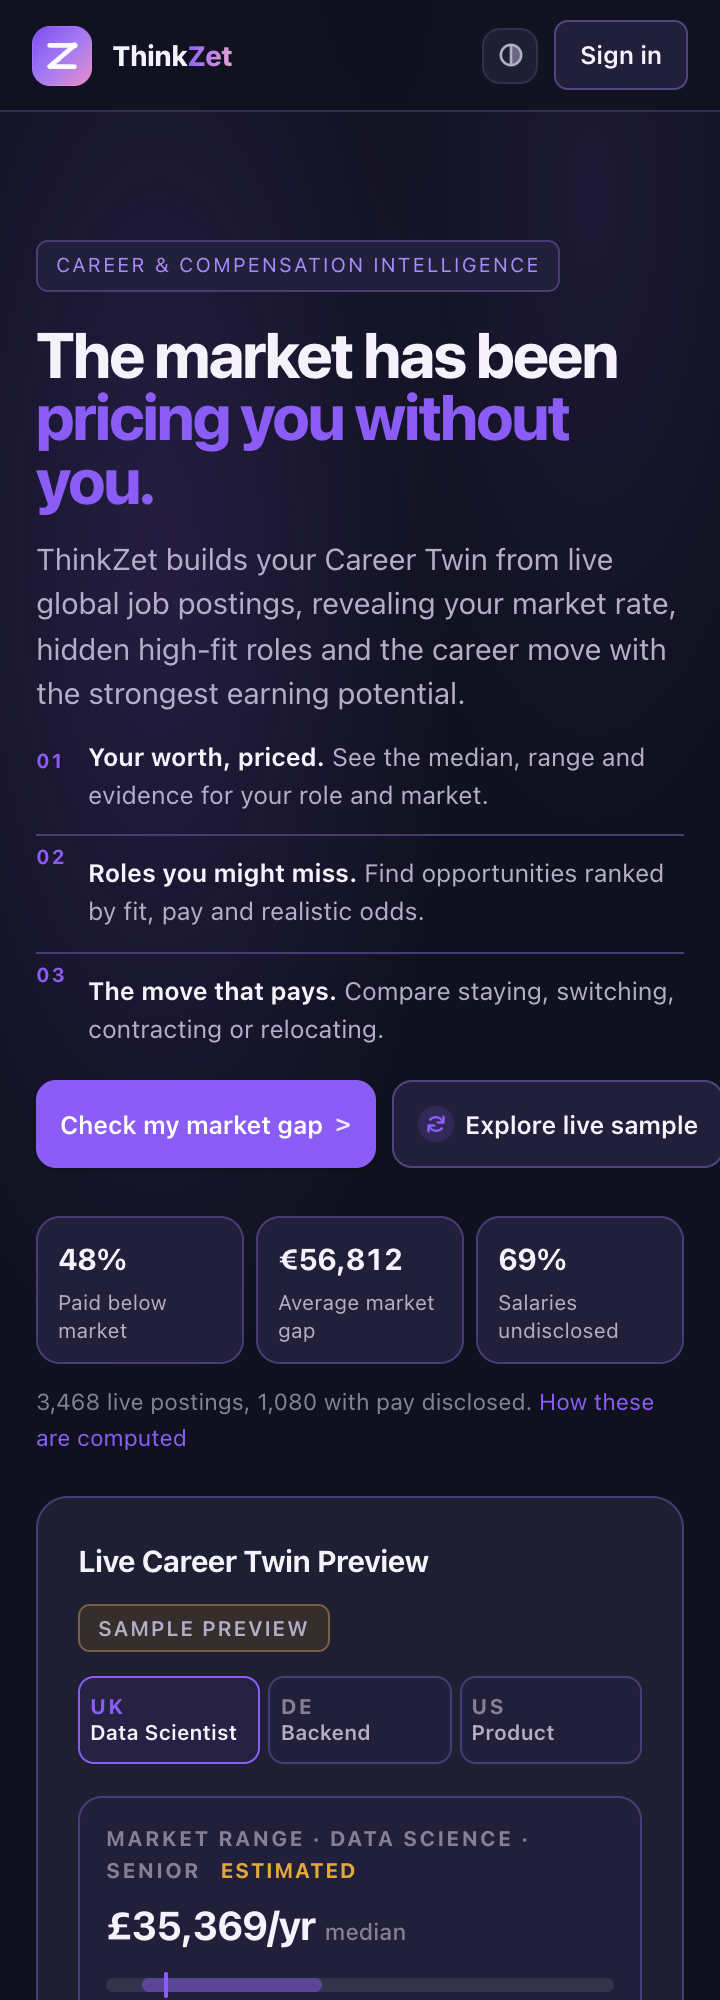 ThinkZet
Sign in
CAREER & COMPENSATION INTELLIGENCE
The market has been
pricing you without
you.
ThinkZet builds your Career Twin from live
global job postings, revealing your market rate,
hidden high-fit roles and the career move with
the strongest earning potential.
01 Your worth, priced. See the median, range and
evidence for your role and market.
02 Roles you might miss. Find opportunities ranked
by fit, pay and realistic odds.
03 The move that pays. Compare staying, switching,
contracting or relocating.
Check my market gap >
Explore live sample
48%
Paid below
market
€56,812
Average market
gap
69%
Salaries
undisclosed
3,468 live postings, 1,080 with pay disclosed. How these
are computed
Live Career Twin Preview
SAMPLE PREVIEW
UK
Data Scientist
DE
Backend
US
Product
MARKET RANGE · DATA SCIENCE ·
SENIOR ESTIMATED
£35,369/yr median